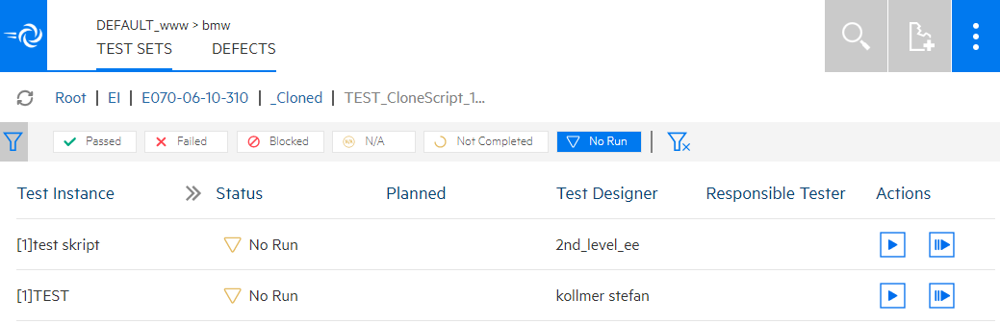 DEFAULT_www > bmw
TEST SETS DEFECTS
Root | EI | E070-06-10-310 | _Cloned | TEST_CloneScript_1...
Passed Failed Blocked N/A Not Completed No Run
Test Instance Status Planned Test Designer Responsible Tester Actions
[1]test skript No Run 2nd_level_ee
[1]TEST No Run kollmer stefan